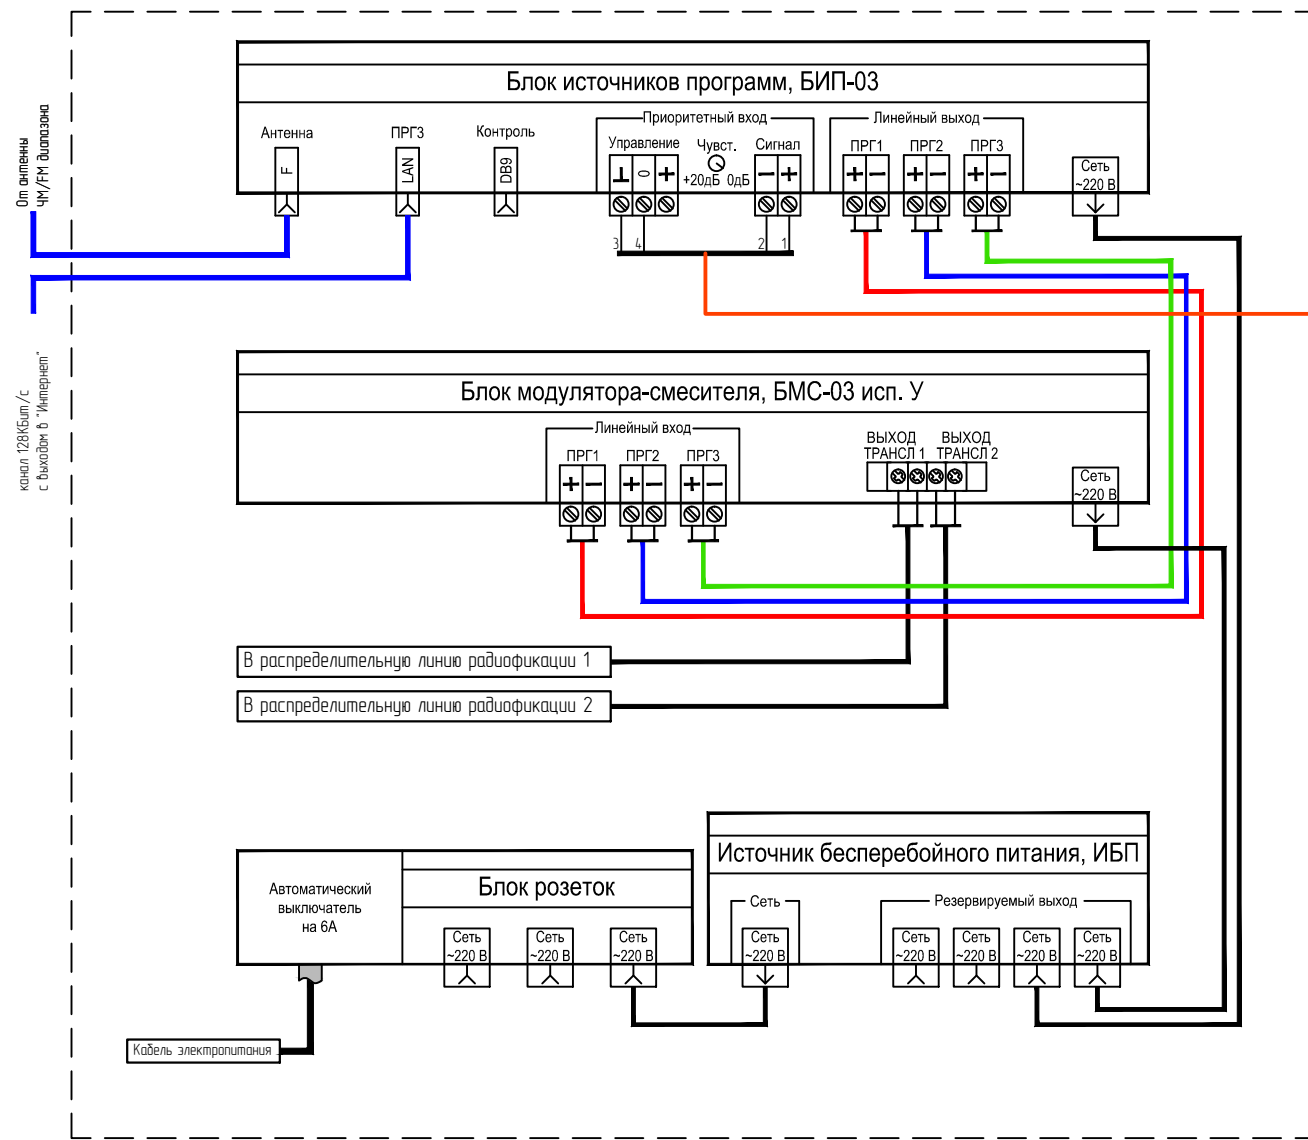 Блок источников программ, БИП-03
От антенны
ЧМ/FM диапазона
Антенна
F
ПРГ3
LAN
Контроль
DB9
Приоритетный вход
Управление
Чувст.
Сигнал
⊥ 0 +
+20дБ 0дБ
− +
Линейный выход
ПРГ1 ПРГ2 ПРГ3
− + + − + −
Сеть
~220 В
3 4 2 1
канал 128КБит/с
с выходом в "Интернет"
Блок модулятора-смесителя, БМС-03 исп. У
Линейный вход
ПРГ1 ПРГ2 ПРГ3
+ − + − + −
ВЫХОД
ТРАНСЛ 1
ВЫХОД
ТРАНСЛ 2
Сеть
~220 В
В распределительную линию радиофикации 1
В распределительную линию радиофикации 2
Автоматический
выключатель
на 6А
Блок розеток
Сеть
~220 В
Сеть
~220 В
Сеть
~220 В
Источник бесперебойного питания, ИБП
Сеть
Сеть
~220 В
Резервируемый выход
Сеть
~220 В
Сеть
~220 В
Сеть
~220 В
Сеть
~220 В
Кабель электропитания